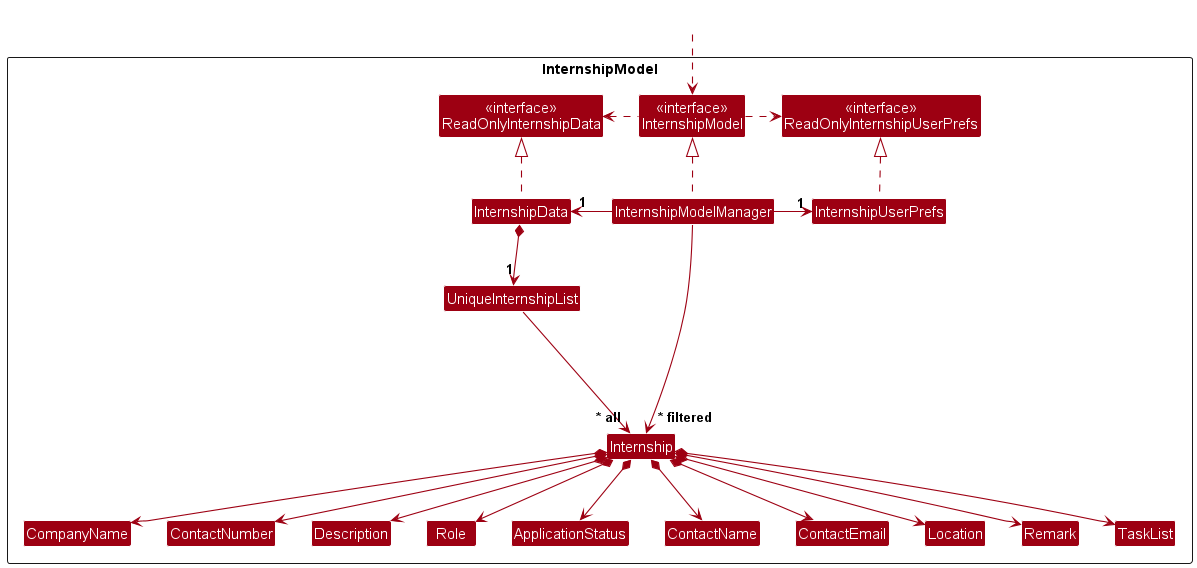 InternshipModel
«interface»
ReadOnlyInternshipData
«interface»
InternshipModel
«interface»
ReadOnlyInternshipUserPrefs
InternshipData
1
InternshipModelManager
1
InternshipUserPrefs
1
UniqueInternshipList
* all
* filtered
Internship
CompanyName
ContactNumber
Description
Role
ApplicationStatus
ContactName
ContactEmail
Location
Remark
TaskList